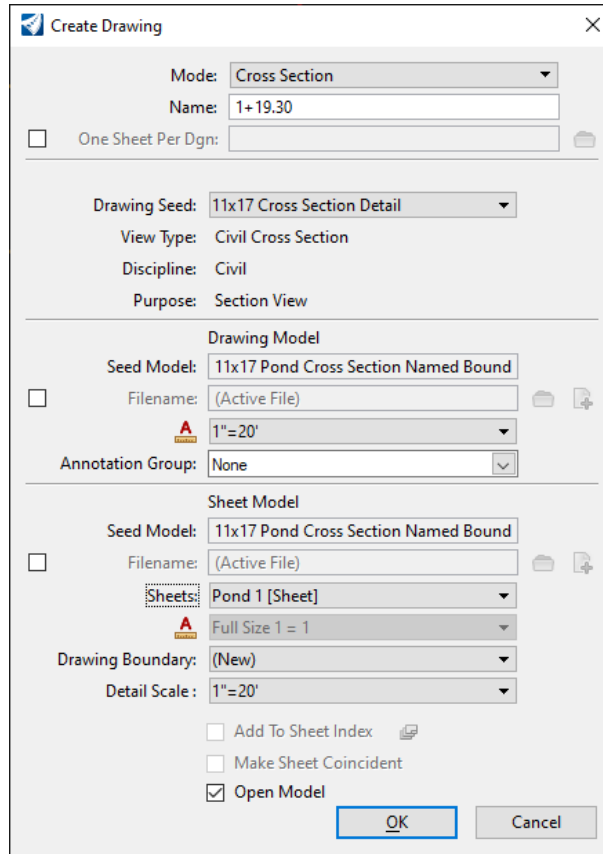 Create Drawing
Mode: Cross Section
Name: 1+19.30
One Sheet Per Dgn:
Drawing Seed: 11x17 Cross Section Detail
View Type: Civil Cross Section
Discipline: Civil
Purpose: Section View
Drawing Model
Seed Model: 11x17 Pond Cross Section Named Bound
Filename: (Active File)
A 1"=20'
Annotation Group: None
Sheet Model
Seed Model: 11x17 Pond Cross Section Named Bound
Filename: (Active File)
Sheets: Pond 1 [Sheet]
A Full Size 1 = 1
Drawing Boundary: (New)
Detail Scale : 1"=20'
Add To Sheet Index
Make Sheet Coincident
Open Model
OK Cancel